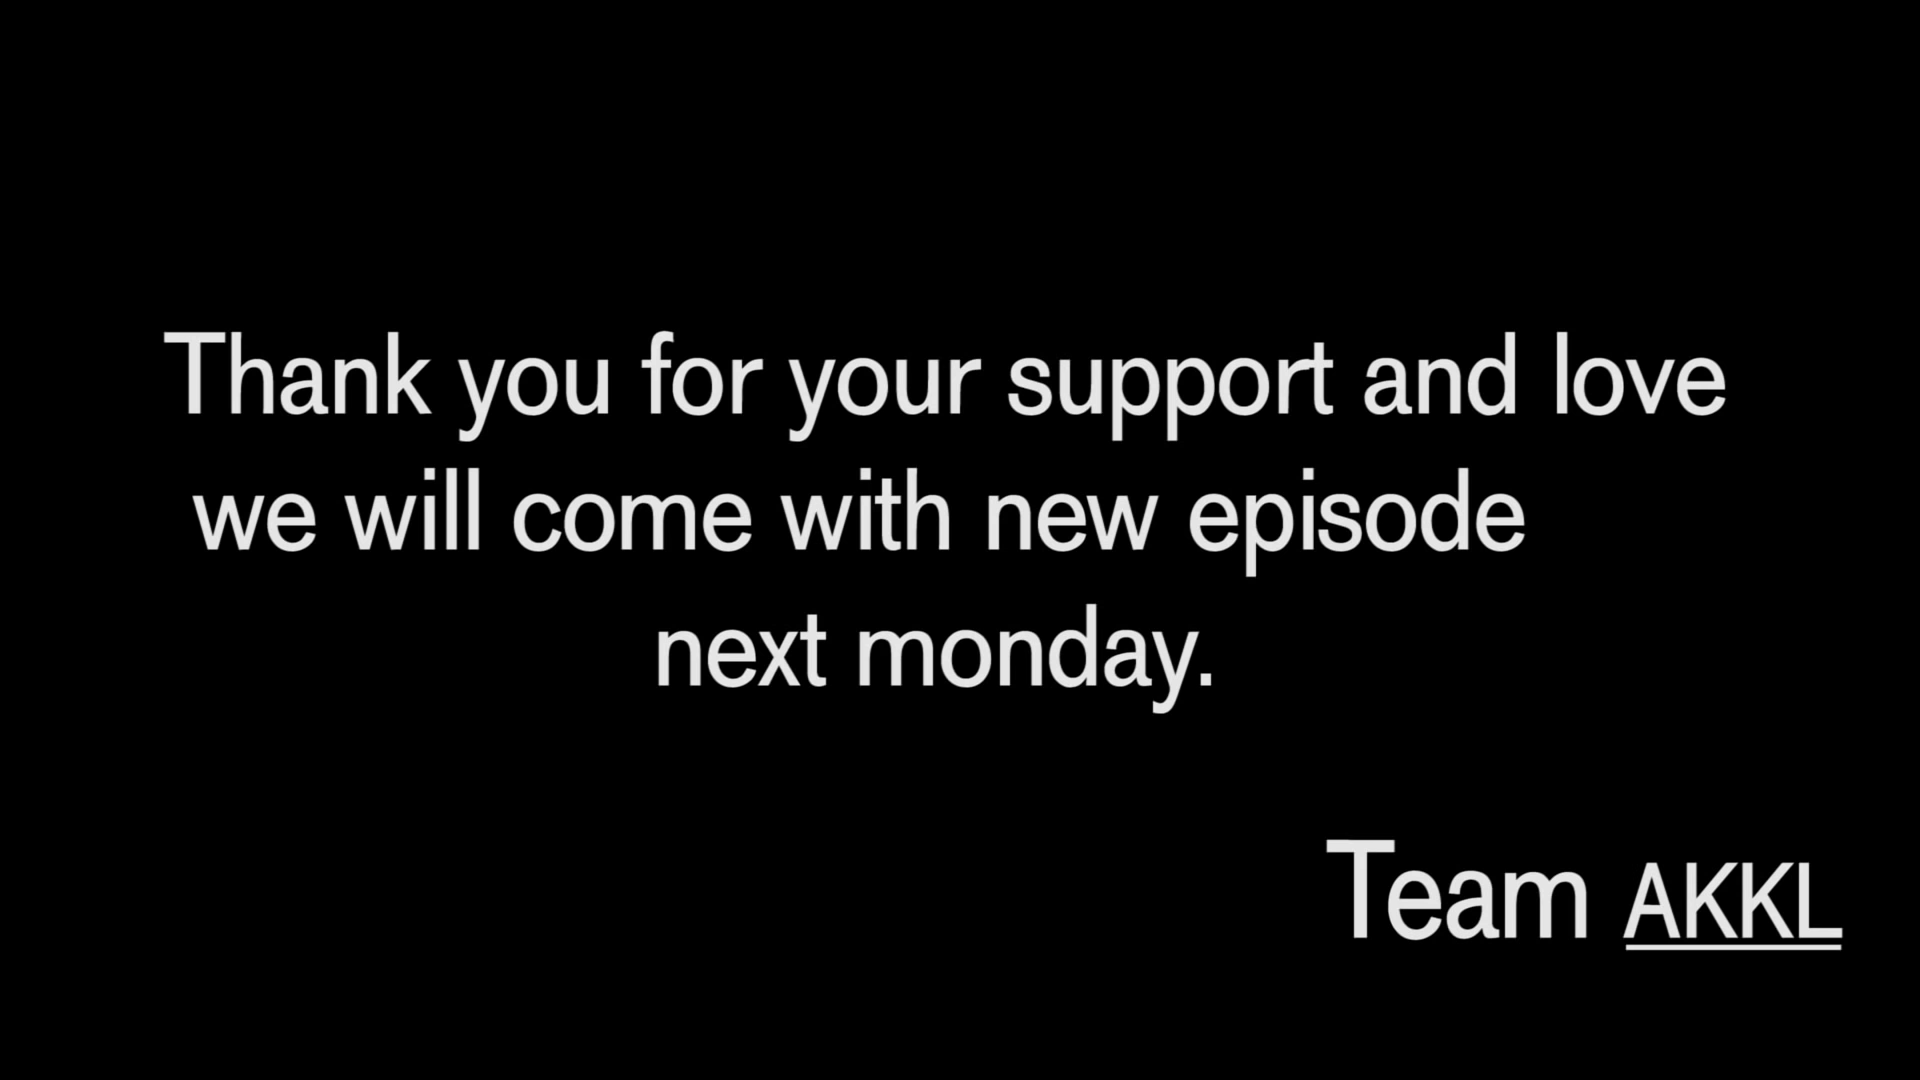 Thank you for your support and love
we will come with new episode
next monday.
Team AKKL